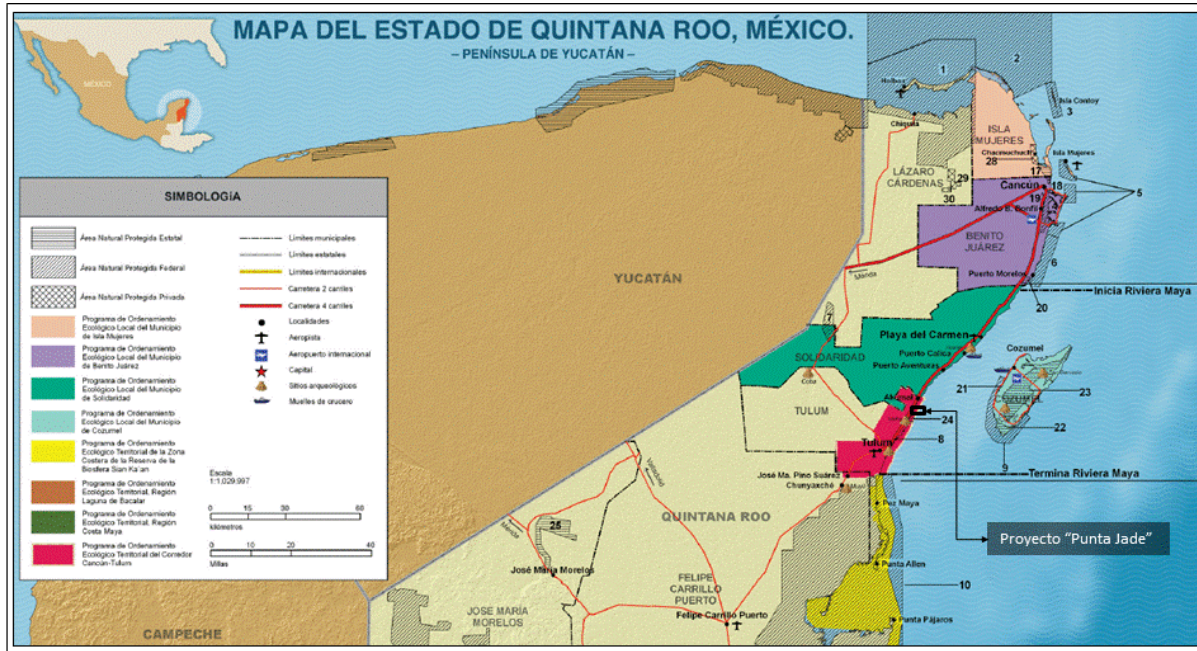 MAPA DEL ESTADO DE QUINTANA ROO, MÉXICO.
– PENÍNSULA DE YUCATÁN –
MÉXICO
SIMBOLOGÍA
Área Natural Protegida Estatal
Área Natural Protegida Federal
Área Natural Protegida Privada
Programa de Ordenamiento
Ecológico Local del Municipio
de Isla Mujeres
Programa de Ordenamiento
Ecológico Local del Municipio
de Benito Juárez
Programa de Ordenamiento
Ecológico Local del Municipio
de Solidaridad
Programa de Ordenamiento
Ecológico Local del Municipio
de Cozumel
Programa de Ordenamiento
Ecológico Territorial de la Zona
Costera de la Reserva de la
Biosfera Sian Ka'an
Programa de Ordenamiento
Ecológico Territorial. Región
Laguna de Bacalar
Programa de Ordenamiento
Ecológico Territorial. Región
Costa Maya
Programa de Ordenamiento
Ecológico Territorial del Corredor
Cancún-Tulum
Límites municipales
Límites estatales
Límites internacionales
Carretera 2 carriles
Carretera 4 carriles
Localidades
Aeropista
Aeropuerto internacional
Capital
Sitios arqueológicos
Muelles de crucero
Escala
1:1,029,997
0 15 30 60
kilómetros
0 10 20 40
Millas
1
2
Holbox
Isla Contoy
3
Chiquilá
ISLA
MUJERES
Chacmuchuch
28
Isla Mujeres
17
LÁZARO
CÁRDENAS
29
30
Cancún
18
19
5
Alfredo B. Bonfil
BENITO
JUÁREZ
6
YUCATÁN
Mérida
Puerto Morelos
Inicia Riviera Maya
20
7
Playa del Carmen
SOLIDARIDAD
Puerto Calica
Cozumel
Puerto Aventuras
Coba
21
23
COZUMEL
TULUM
Akumal
24
22
8
Tulum
9
José Ma. Pino Suárez
Termina Riviera Maya
Chunyaxché
Muyil
Valladolid
Pez Maya
QUINTANA ROO
Mérida
25
Proyecto "Punta Jade"
José María Morelos
Punta Allen
FELIPE
CARRILLO
PUERTO
10
JOSE MARÍA
MORELOS
Felipe Carrillo Puerto
Punta Pájaros
CAMPECHE